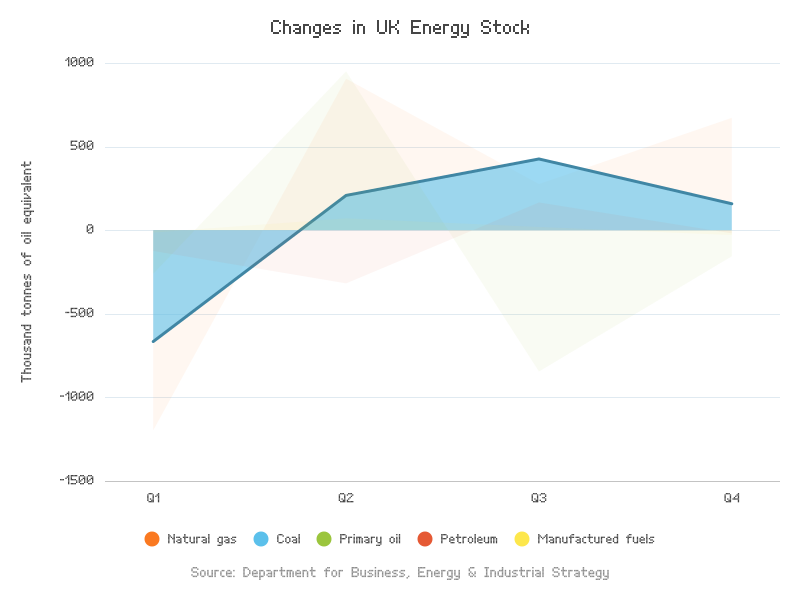 Changes in UK Energy Stock
Thousand tonnes of oil equivalent
1000
500
0
-500
-1000
-1500
Q1 Q2 Q3 Q4
Natural gas Coal Primary oil Petroleum Manufactured fuels
Source: Department for Business, Energy & Industrial Strategy